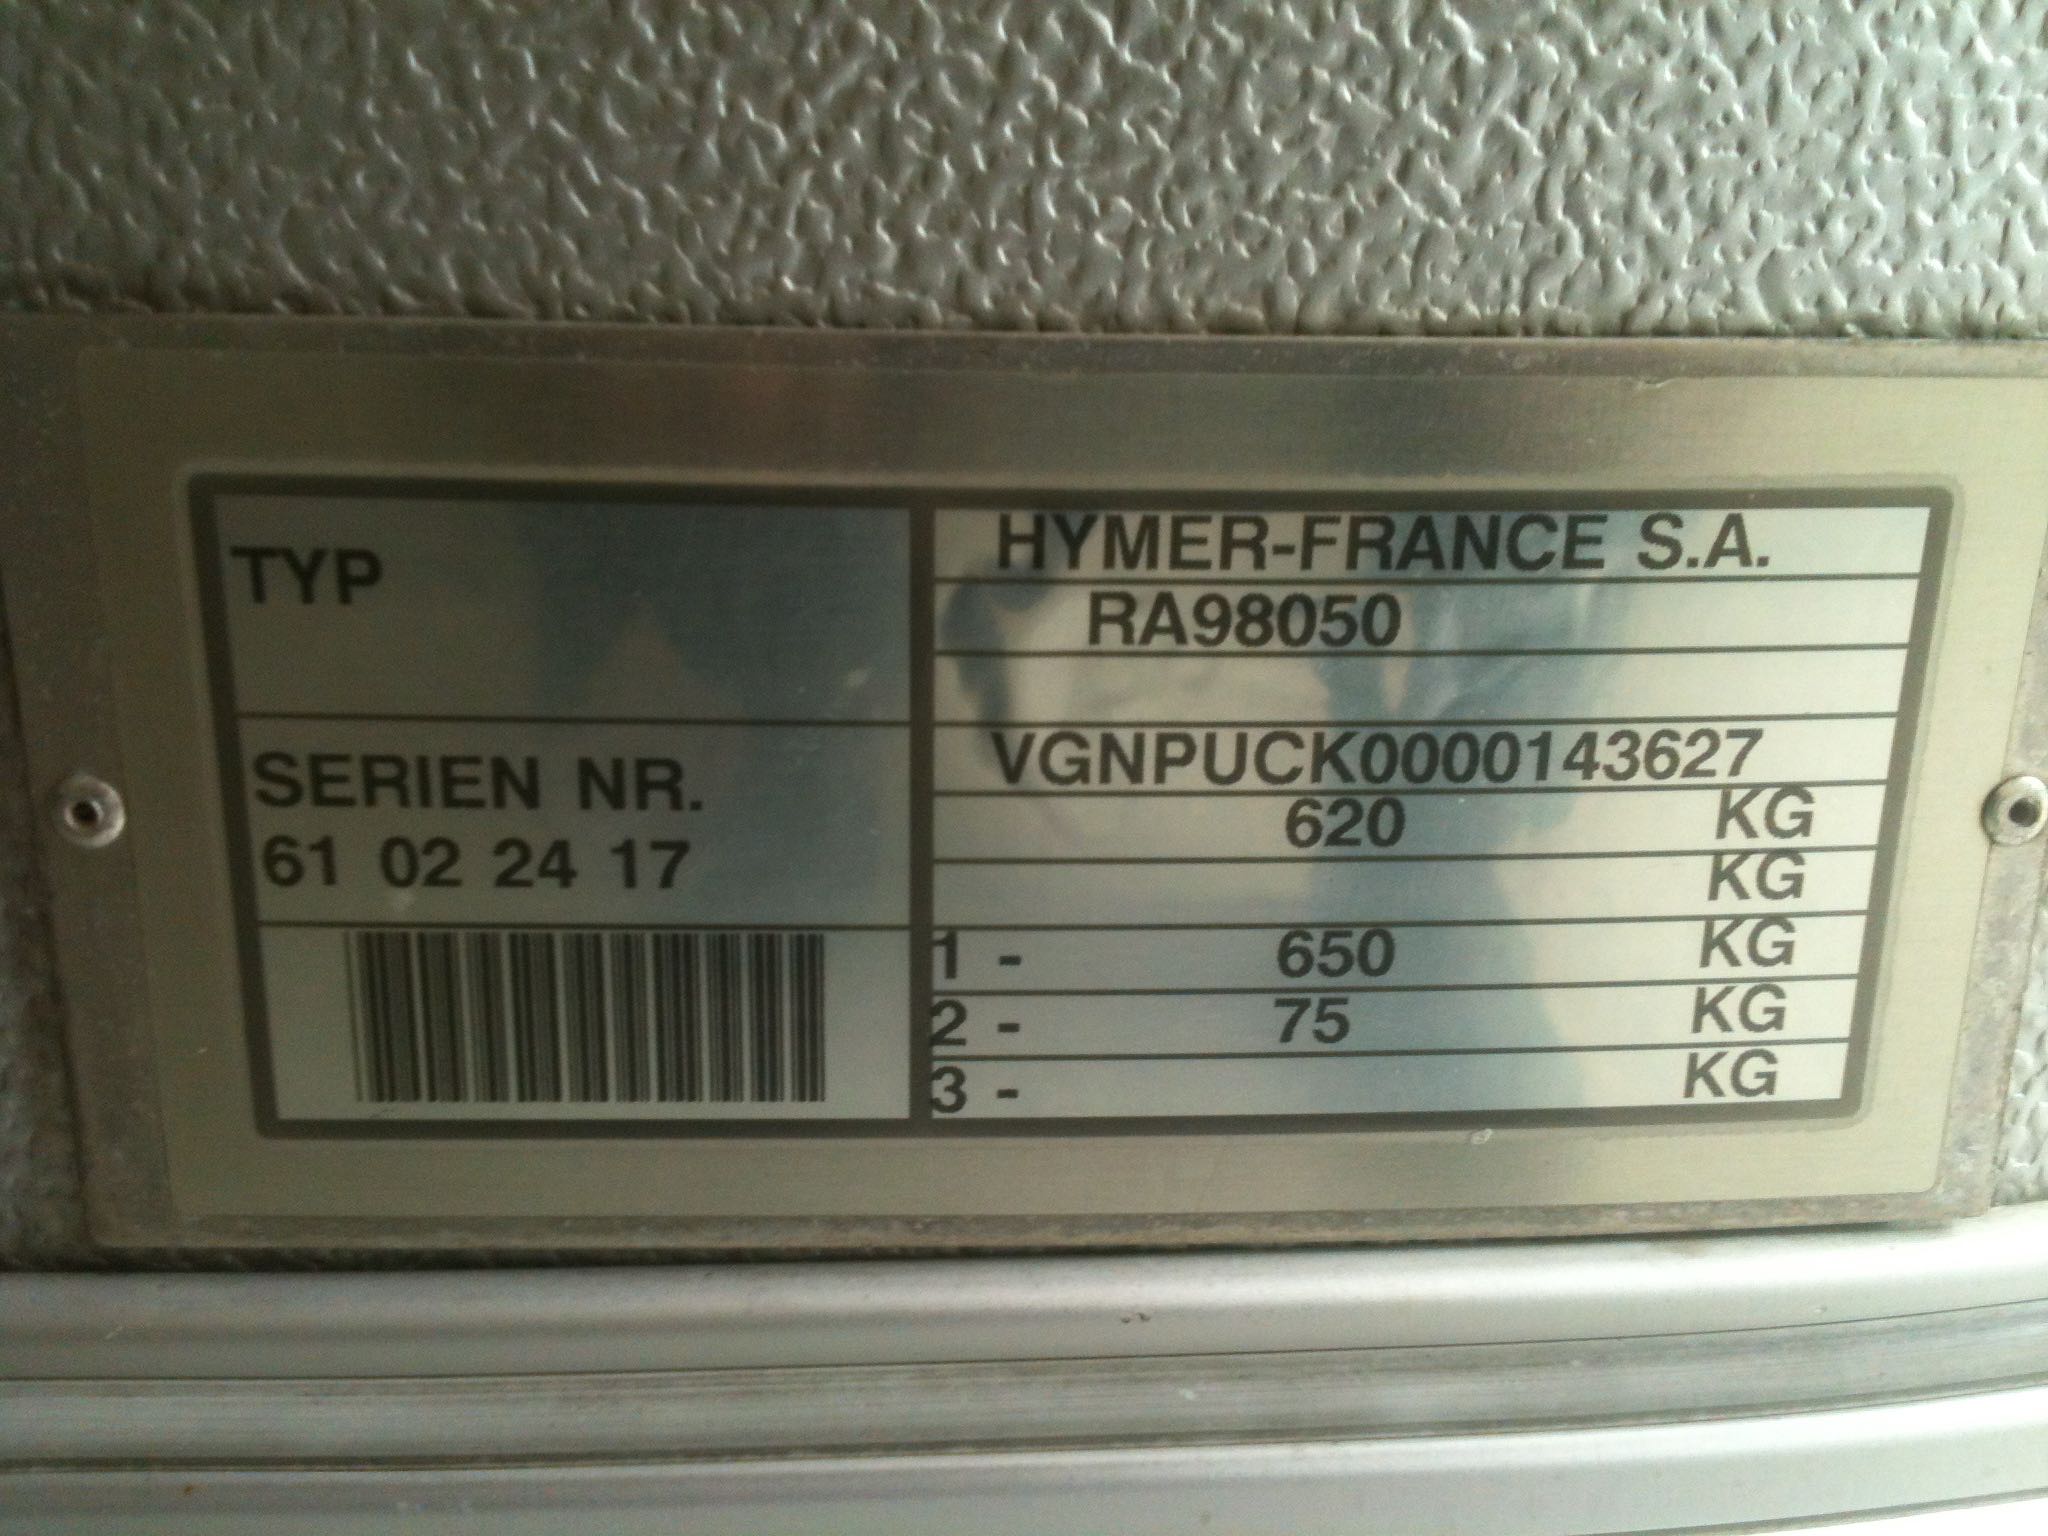 TYP
SERIEN NR.
61 02 24 17
HYMER-FRANCE S.A.
RA98050
VGNPUCK0000143627
620 KG
KG
1 - 650 KG
2 - 75 KG
3 - KG